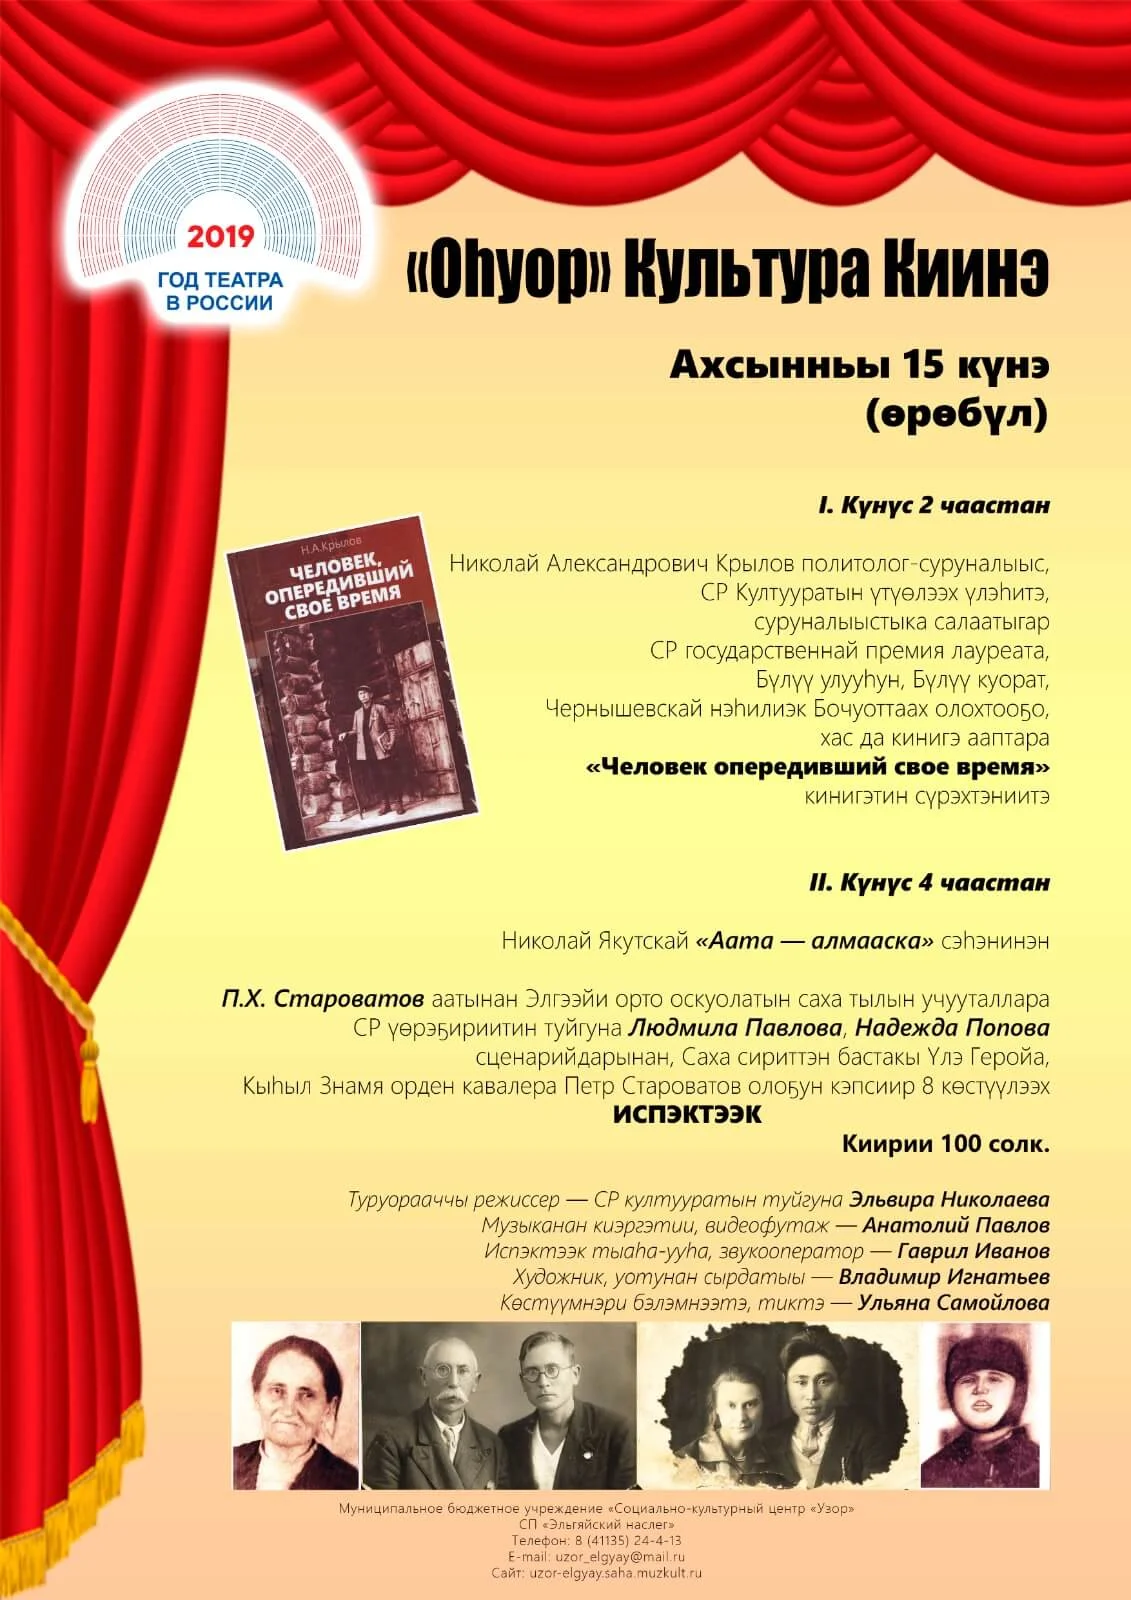 2019
ГОД ТЕАТРА
В РОССИИ
«Оһуор» Культура Киинэ
Ахсынньы 15 күнэ
(өрөбүл)
I. Күнүс 2 чаастан
Н.А.Крылов
ЧЕЛОВЕК,
ОПЕРЕДИВШИЙ
СВОЕ ВРЕМЯ
Николай Александрович Крылов политолог-суруналыыс,
СР Култууратын үтүөлээх үлэһитэ,
суруналыыстыка салаатыгар
СР государственнай премия лауреата,
Бүлүү улууһун, Бүлүү куорат,
Чернышевскай нэһилиэк Бочуоттаах олохтооҕо,
хас да кинигэ ааптара
«Человек опередивший свое время»
кинигэтин сүрэхтэниитэ
II. Күнүс 4 чаастан
Николай Якутскай «Аата — алмааска» сэһэнинэн
П.Х. Староватов аатынан Элгээйи орто оскуолатын саха тылын учууталлара
СР үөрэҕириитин туйгуна Людмила Павлова, Надежда Попова
сценарийдарынан, Саха сириттэн бастакы Үлэ Геройа,
Кыһыл Знамя орден кавалера Петр Староватов олоҕун кэпсиир 8 көстүүлээх
ИСПЭКТЭЭК
Киирии 100 солк.
Туруорааччы режиссер — СР култууратын туйгуна Эльвира Николаева
Музыканан киэргэтии, видеофутаж — Анатолий Павлов
Испэктээк тыаһа-ууһа, звукооператор — Гаврил Иванов
Художник, уотунан сырдатыы — Владимир Игнатьев
Көстүүмнэри бэлэмнээтэ, тиктэ — Ульяна Самойлова
Муниципальное бюджетное учреждение «Социально-культурный центр «Узор»
СП «Эльгяйский наслег»
Телефон: 8 (41135) 24-4-13
E-mail: uzor_elgyay@mail.ru
Сайт: uzor-elgyay.saha.muzkult.ru